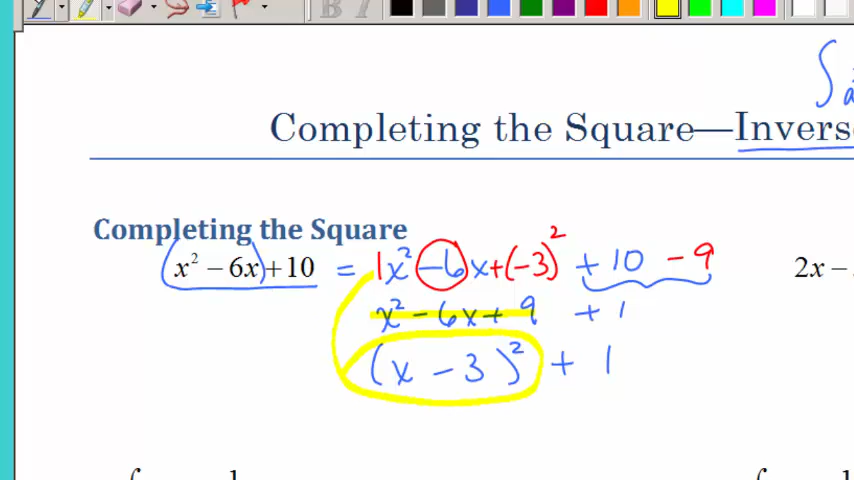 Completing the Square—Invers
Completing the Square
x² − 6x + 10 = 1x² − 6x + (−3)² + 10 − 9
2x −
x² − 6x + 9 + 1
(x − 3)² + 1